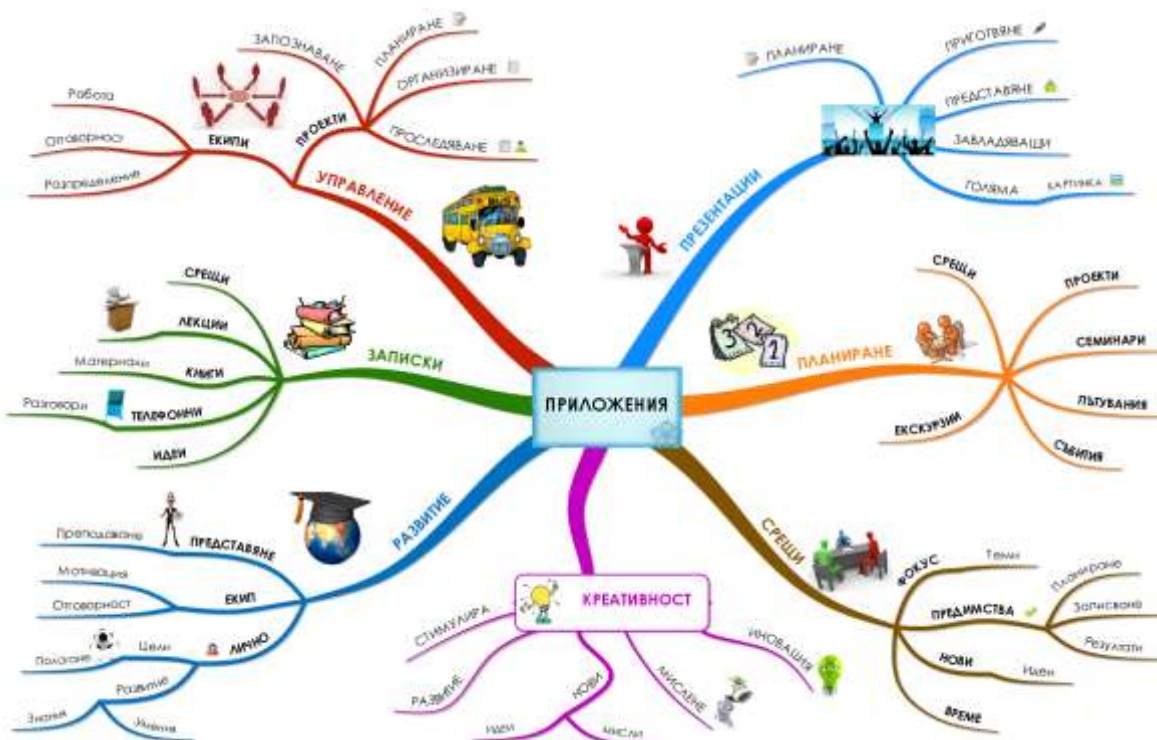 ПРИЛОЖЕНИЯ
УПРАВЛЕНИЕ
ЕКИПИ
Работа
Отговорност
Разпределение
ПРОЕКТИ
ЗАПОЗНАВАНЕ
ПЛАНИРАНЕ
ОРГАНИЗИРАНЕ
ПРОСЛЕДЯВАНЕ
ПРЕЗЕНТАЦИИ
ПЛАНИРАНЕ
ПРИГОТВЯНЕ
ПРЕДСТАВЯНЕ
ЗАВЛАДЯВАЩИ
ГОЛЯМА
КАРТИНКА
ЗАПИСКИ
СРЕЩИ
ЛЕКЦИИ
КНИГИ
Материали
ТЕЛЕФОННИ
Разговори
ИДЕИ
ПЛАНИРАНЕ
СРЕЩИ
ПРОЕКТИ
СЕМИНАРИ
ПЪТУВАНИЯ
СЪБИТИЯ
ЕКСКУРЗИИ
РАЗВИТИЕ
ПРЕДСТАВЯНЕ
Преподаване
ЕКИП
Мотивация
Отговорност
ЛИЧНО
Цели
Полагане
Развитие
Знания
Умения
КРЕАТИВНОСТ
СТИМУЛИРА
РАЗВИТИЕ
НОВИ
ИДЕИ
МИСЛИ
МИСЛЕНЕ
ИНОВАЦИЯ
СРЕЩИ
ФОКУС
Теми
ПРЕДИМСТВА
Планиране
Записване
Резултати
НОВИ
Идеи
ВРЕМЕ